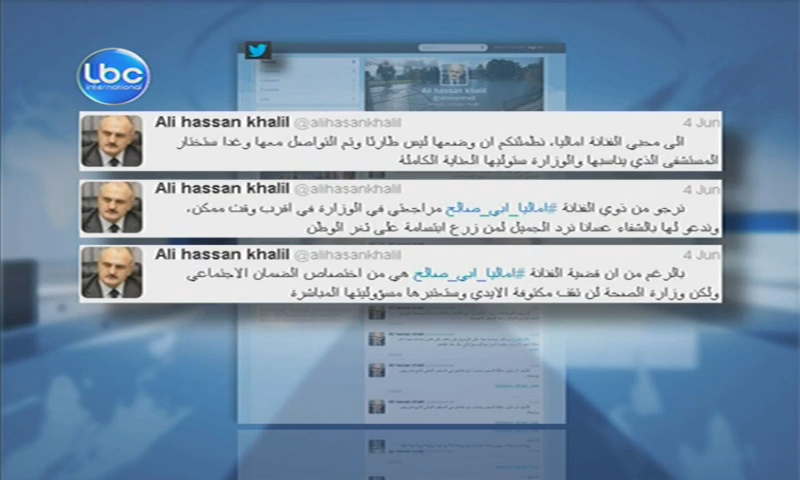 lbc
international
Ali hassan khalil
@alihasankhalil
Ali hassan khalil @alihasankhalil 4 Jun
الى محبي الفنانة اماليا، نطمئنكم ان وضعها ليس طارئا وتم التواصل معها وغدا ستختار
المستشفى الذي يناسبها والوزارة ستوليها العناية الكاملة
Ali hassan khalil @alihasankhalil 4 Jun
نرجو من ذوي الفنانة #اماليا_ابي_صالح مراجعتي في الوزارة في اقرب وقت ممكن،
وندعو لها بالشفاء عسانا نرد الجميل لمن زرع ابتسامة على ثغر الوطن
Ali hassan khalil @alihasankhalil 4 Jun
بالرغم من ان قضية الفنانة #اماليا_ابي_صالح هي من اختصاص الضمان الاجتماعي
ولكن وزارة الصحة لن تقف مكتوفة الايدي وستعتبرها مسؤوليتها المباشرة